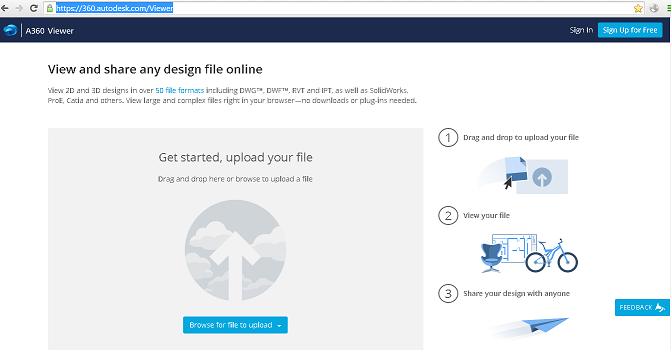 https://360.autodesk.com/Viewer
A360 Viewer
Sign In
Sign Up for Free
View and share any design file online
View 2D and 3D designs in over 50 file formats including DWG™, DWF™, RVT and IPT, as well as SolidWorks,
ProE, Catia and others. View large and complex files right in your browser—no downloads or plug-ins needed.
Get started, upload your file
Drag and drop here or browse to upload a file
Browse for file to upload
1 Drag and drop to upload your file
2 View your file
3 Share your design with anyone
FEEDBACK